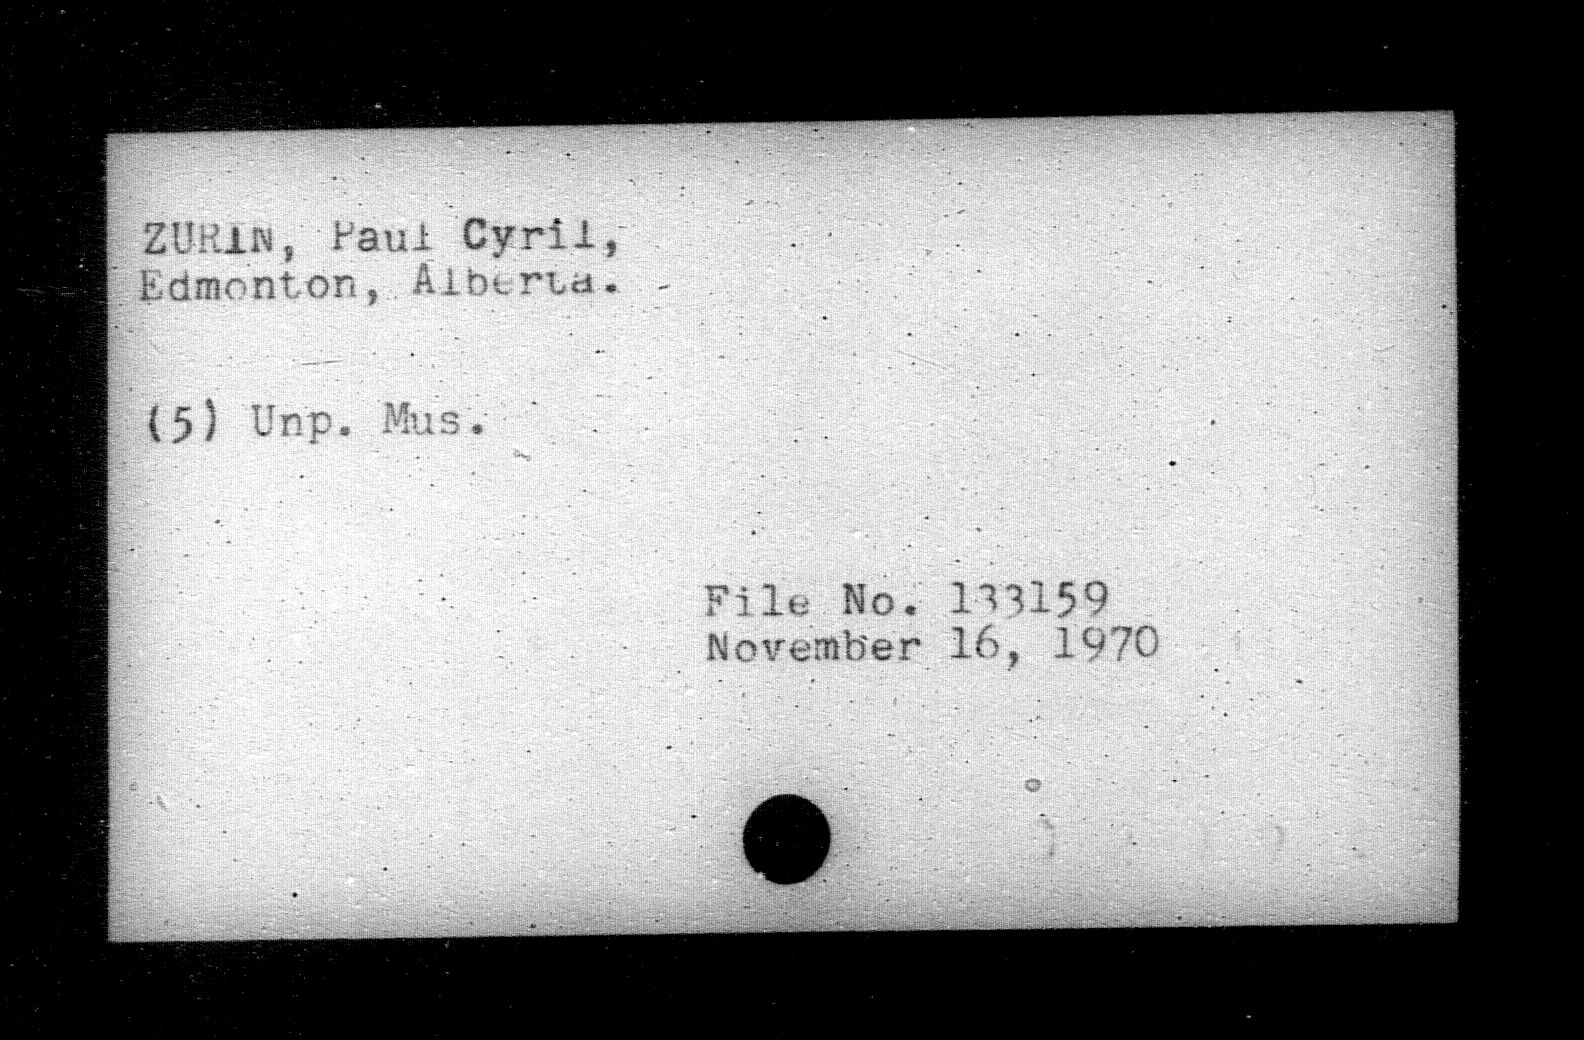 ZURIN, Paul Cyril,
Edmonton, Alberta.
(5) Unp. Mus.
File No. 133159
November 16, 1970